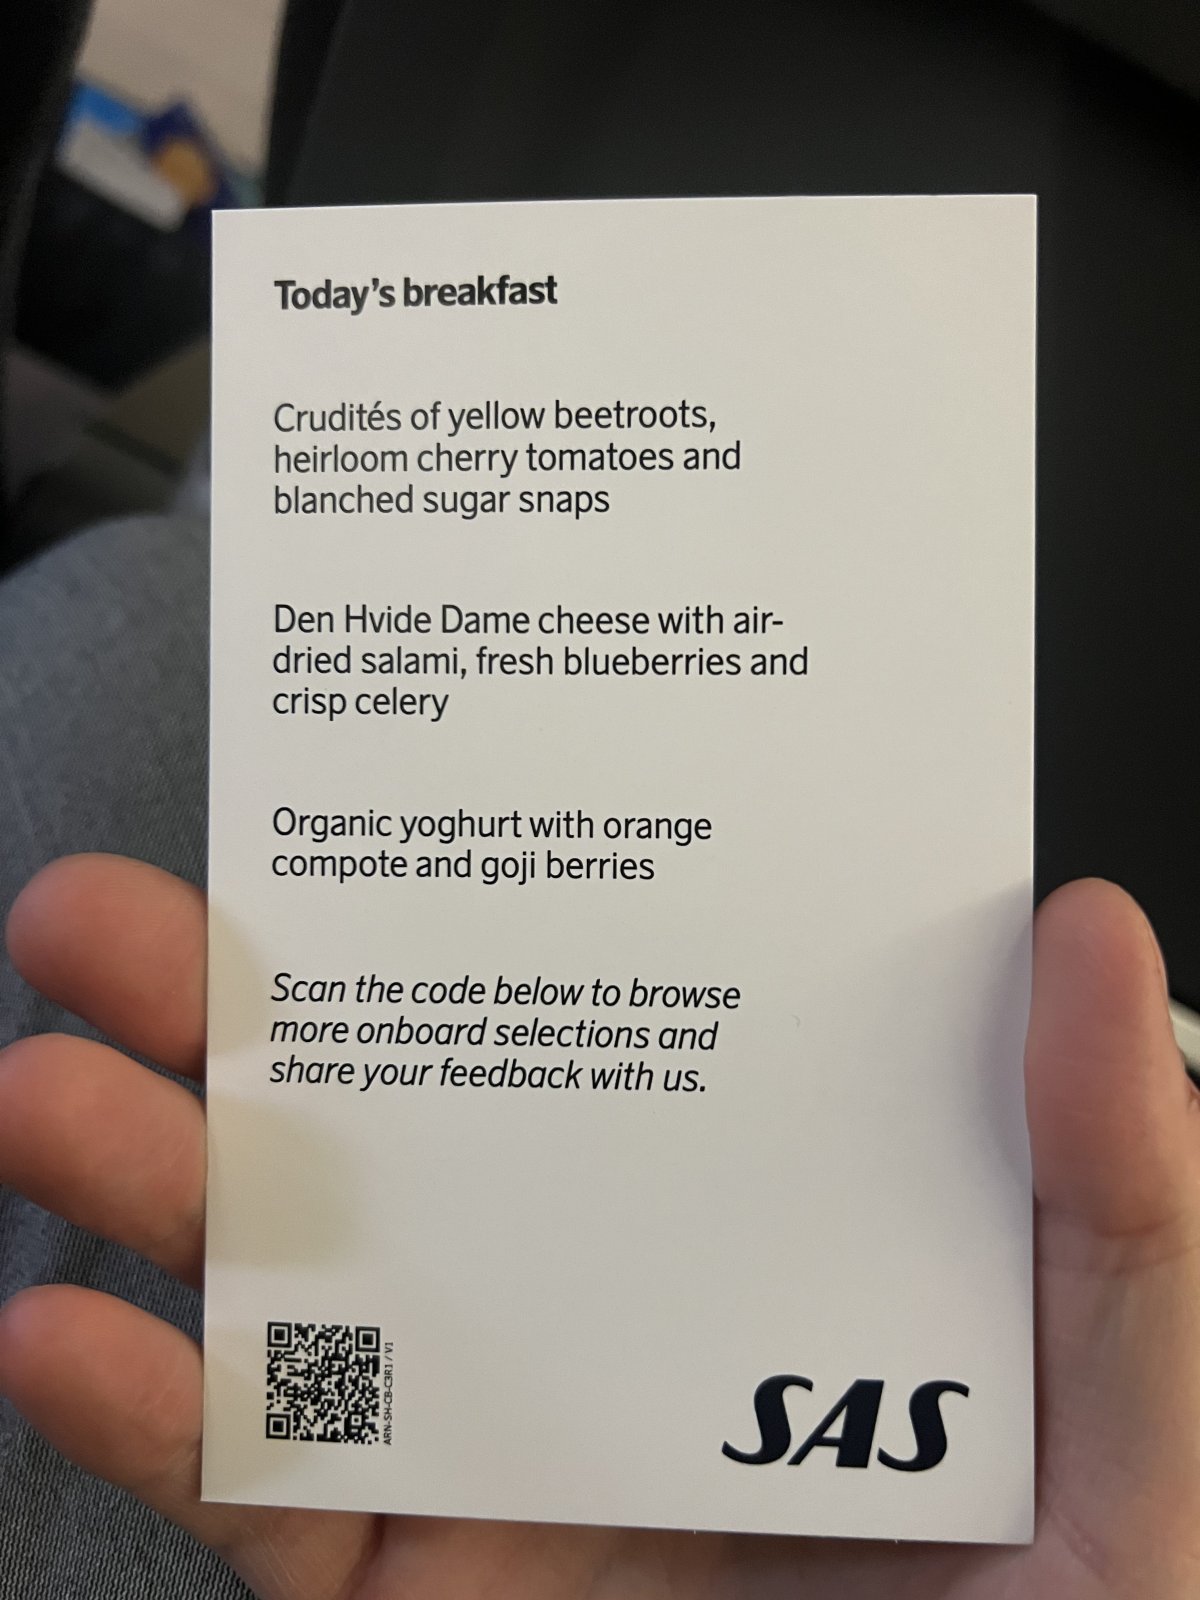 Today's breakfast
Crudités of yellow beetroots,
heirloom cherry tomatoes and
blanched sugar snaps
Den Hvide Dame cheese with air-
dried salami, fresh blueberries and
crisp celery
Organic yoghurt with orange
compote and goji berries
Scan the code below to browse
more onboard selections and
share your feedback with us.
ARN-SH-CB-C3R1 / V1
SAS